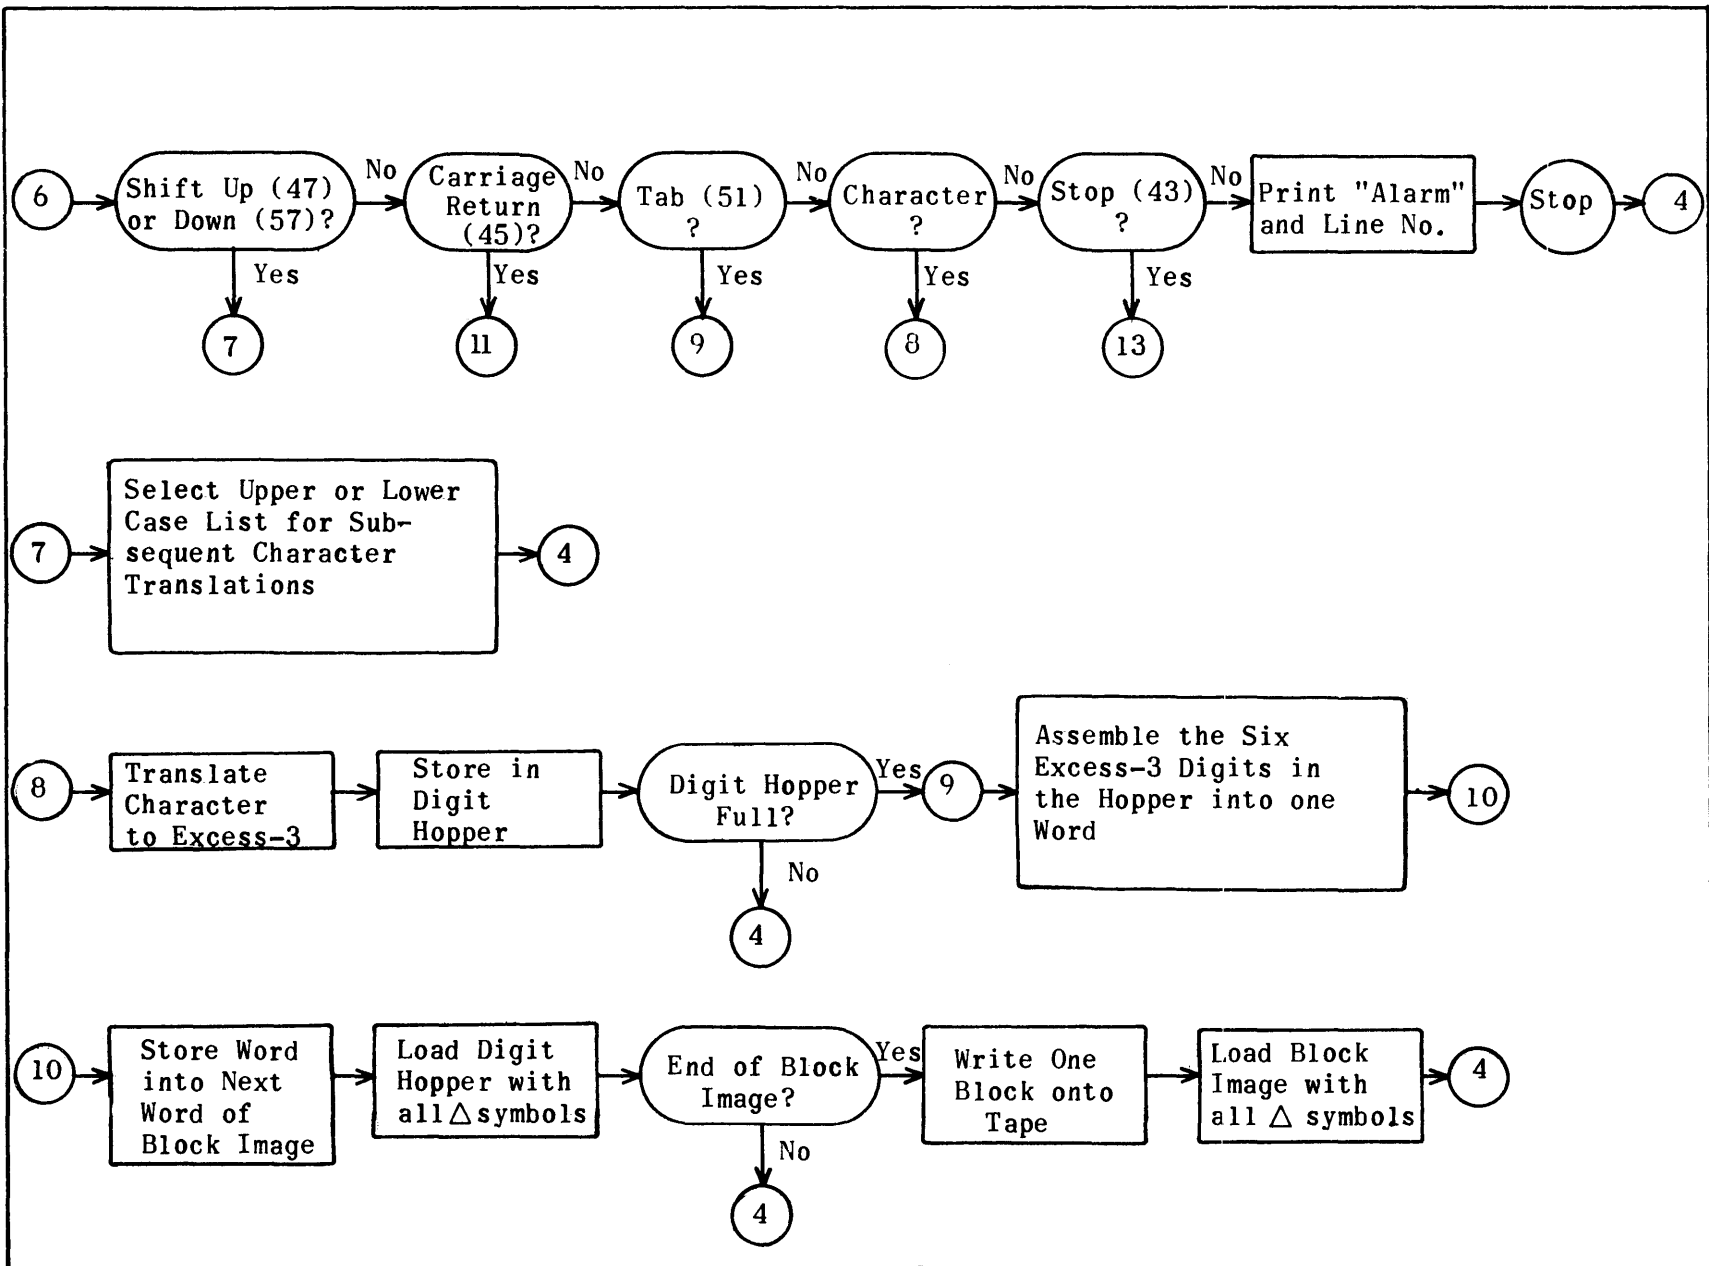 6
Shift Up (47)
or Down (57)?
No
Yes
7
Carriage
Return
(45)?
No
Yes
11
Tab (51)
?
No
Yes
9
Character
?
No
Yes
8
Stop (43)
?
No
Yes
13
Print "Alarm"
and Line No.
Stop
4
7
Select Upper or Lower
Case List for Sub-
sequent Character
Translations
4
8
Translate
Character
to Excess-3
Store in
Digit
Hopper
Digit Hopper
Full?
Yes
No
4
9
Assemble the Six
Excess-3 Digits in
the Hopper into one
Word
10
10
Store Word
into Next
Word of
Block Image
Load Digit
Hopper with
all △ symbols
End of Block
Image?
Yes
No
4
Write One
Block onto
Tape
Load Block
Image with
all △ symbols
4